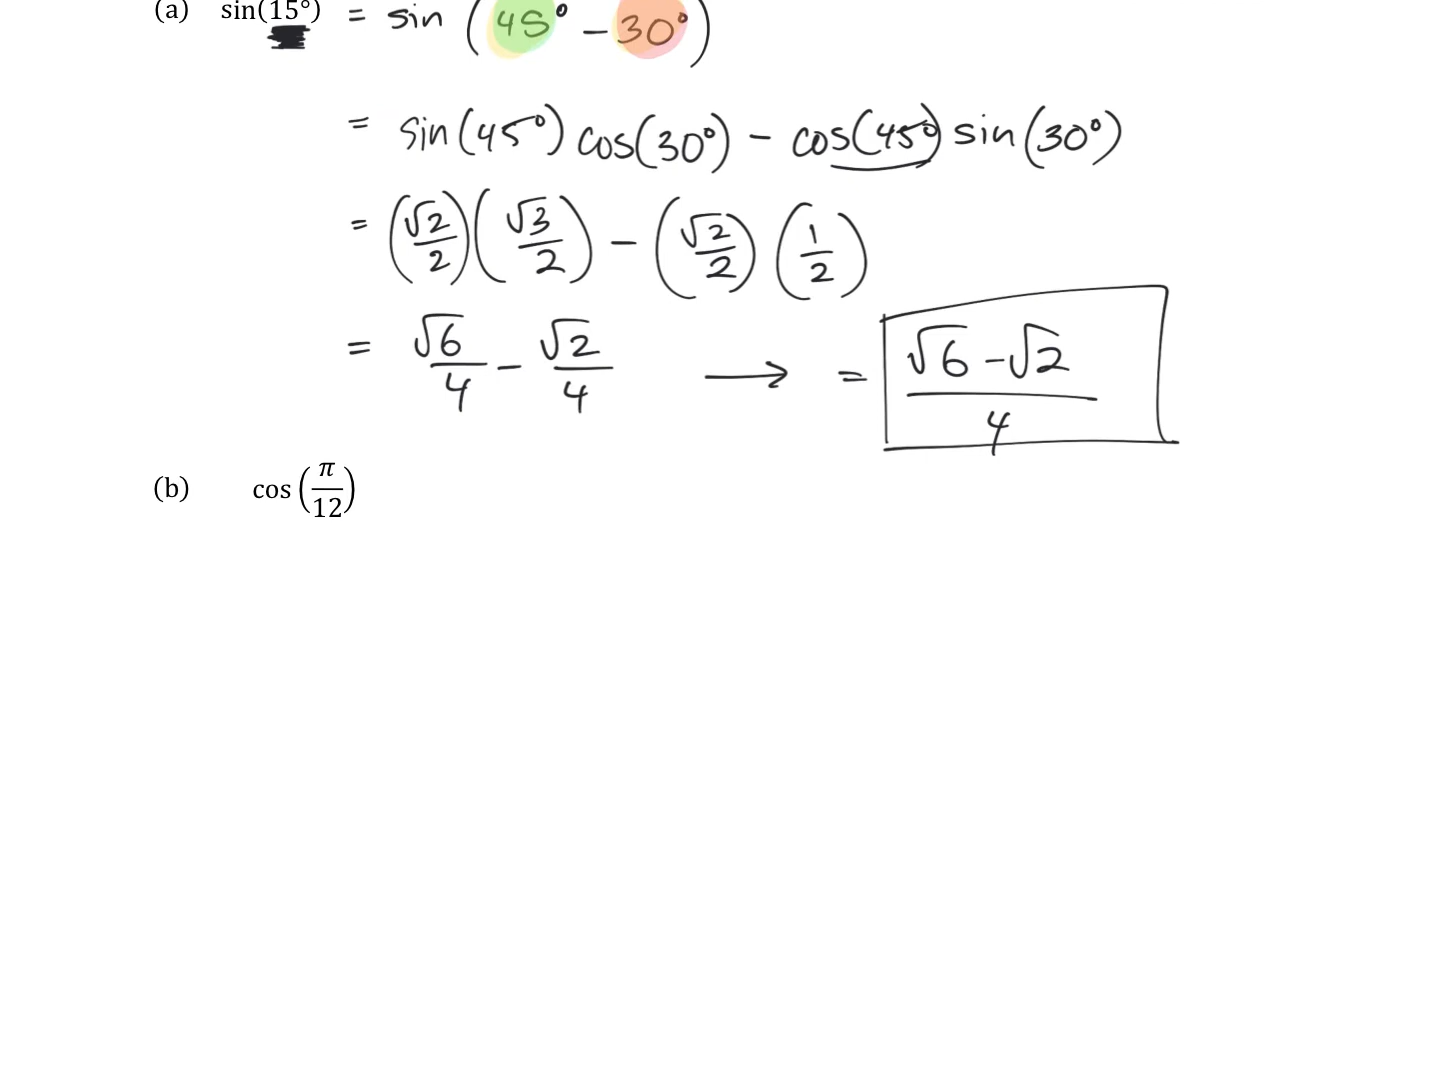 (a) sin(15°) = sin (45° − 30°)
= sin(45°) cos(30°) − cos(45°) sin(30°)
= (√2/2)(√3/2) − (√2/2)(1/2)
= √6/4 − √2/4 → = (√6 − √2)/4
(b) cos(π/12)